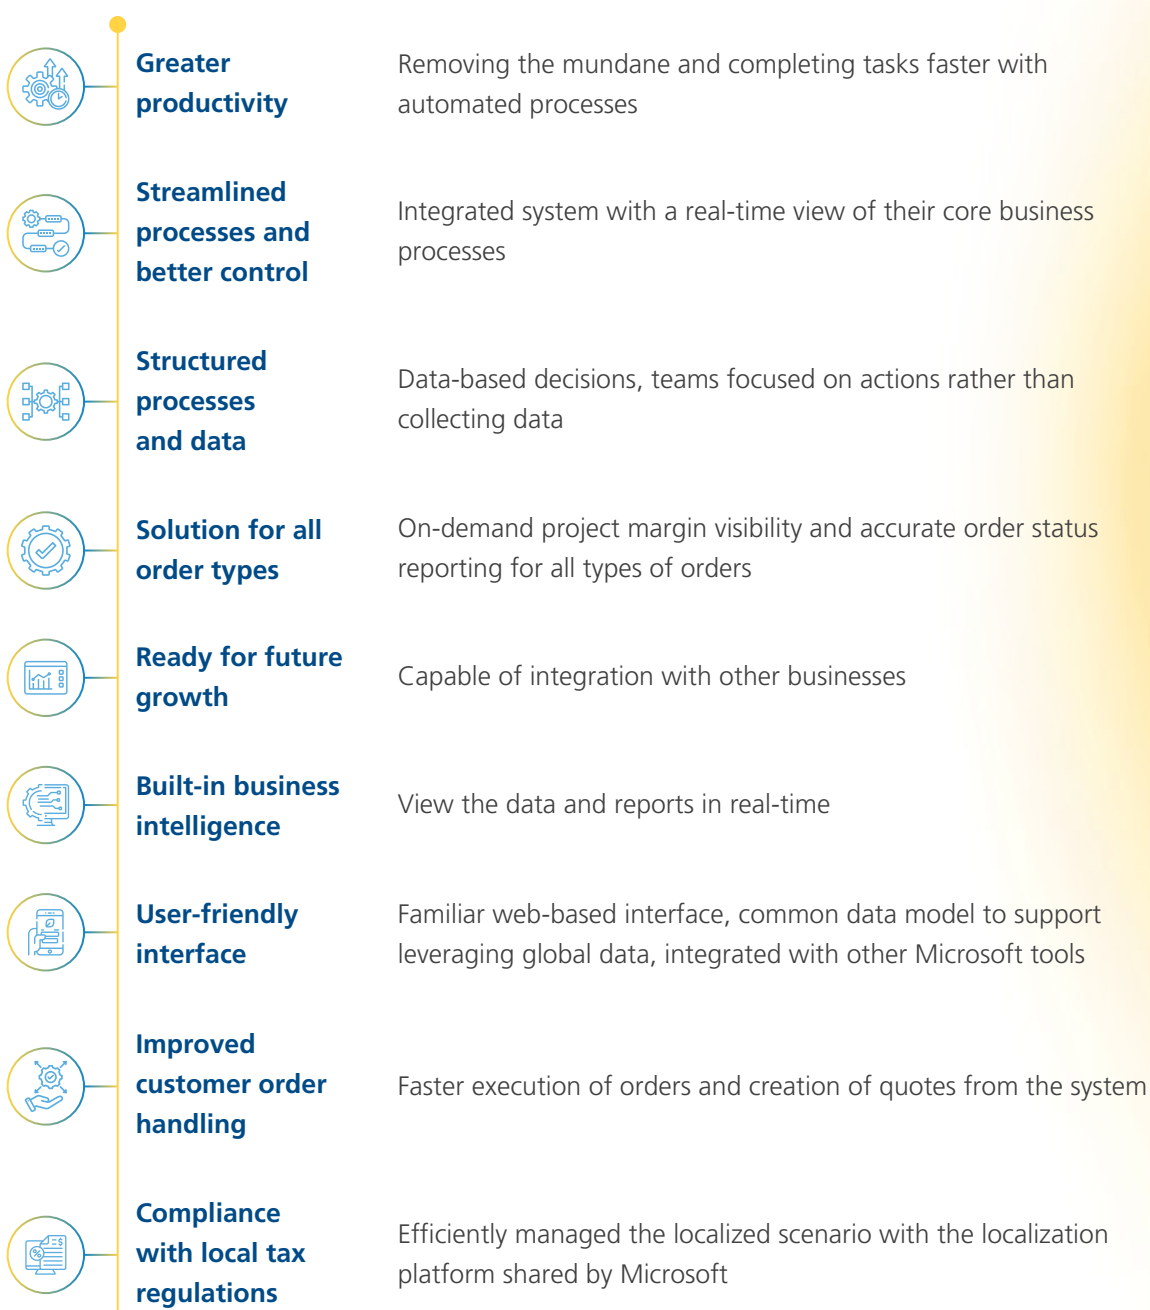 Greater
productivity
Removing the mundane and completing tasks faster with
automated processes
Streamlined
processes and
better control
Integrated system with a real-time view of their core business
processes
Structured
processes
and data
Data-based decisions, teams focused on actions rather than
collecting data
Solution for all
order types
On-demand project margin visibility and accurate order status
reporting for all types of orders
Ready for future
growth
Capable of integration with other businesses
Built-in business
intelligence
View the data and reports in real-time
User-friendly
interface
Familiar web-based interface, common data model to support
leveraging global data, integrated with other Microsoft tools
Improved
customer order
handling
Faster execution of orders and creation of quotes from the system
Compliance
with local tax
regulations
Efficiently managed the localized scenario with the localization
platform shared by Microsoft